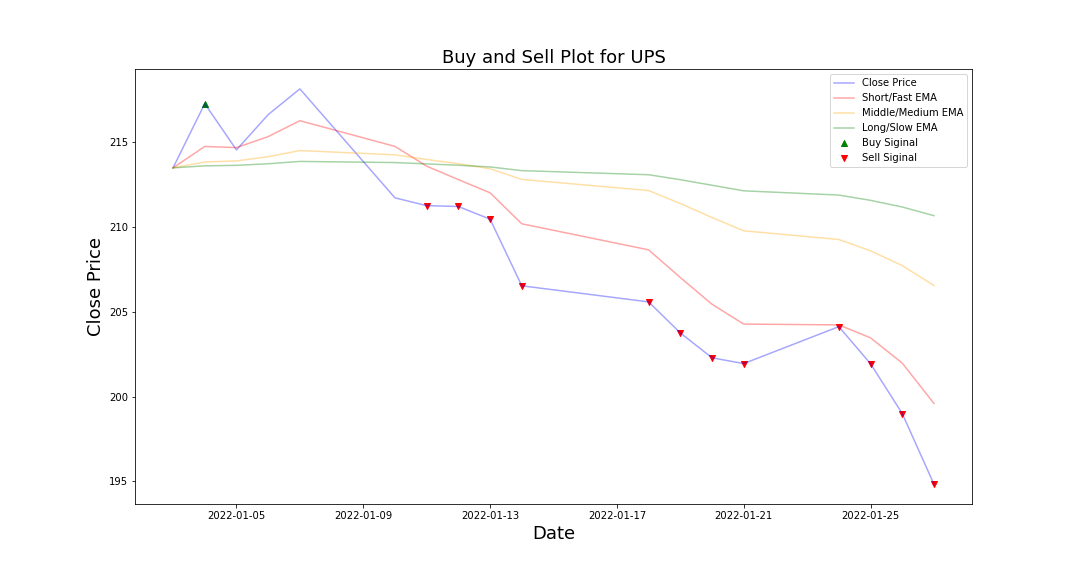 Buy and Sell Plot for UPS
Close Price
Short/Fast EMA
Middle/Medium EMA
Long/Slow EMA
Buy Siginal
Sell Siginal
Close Price
215
210
205
200
195
2022-01-05
2022-01-09
2022-01-13
2022-01-17
2022-01-21
2022-01-25
Date